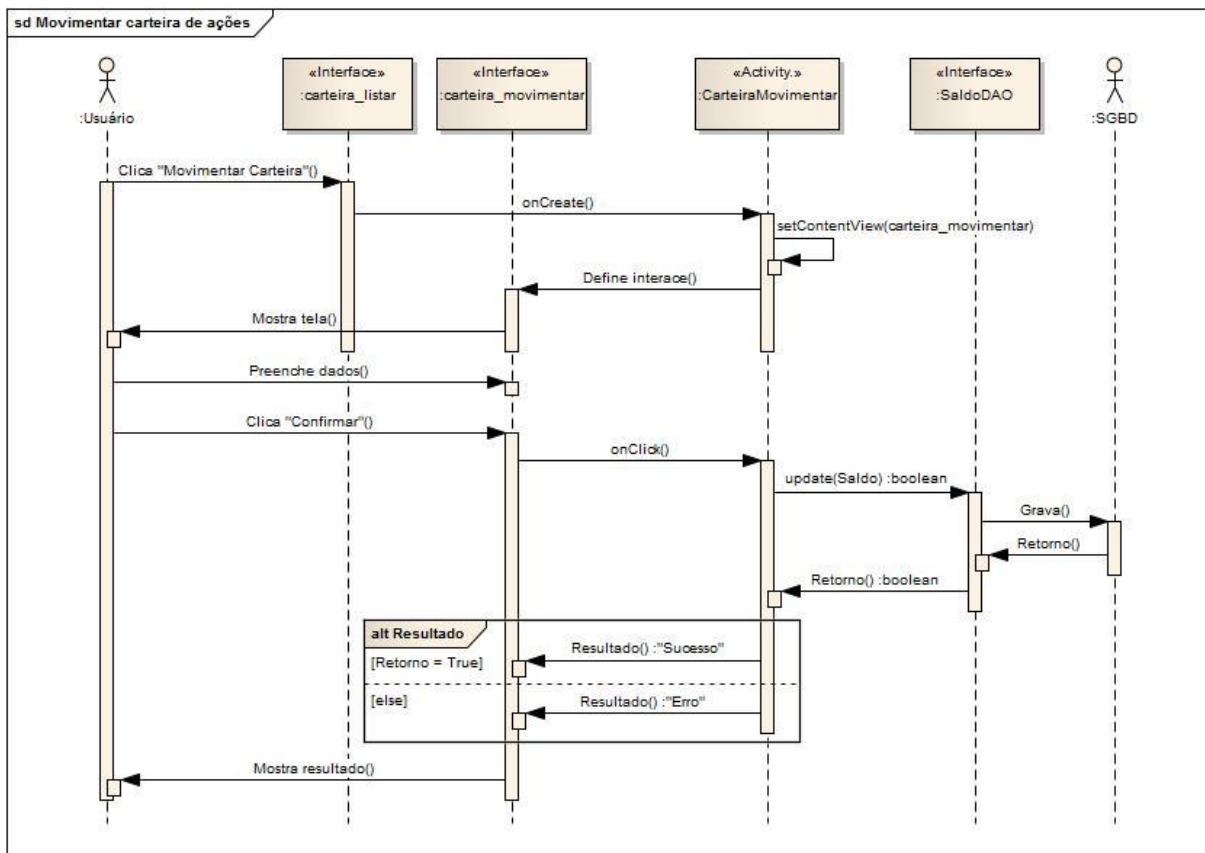 sd Movimentar carteira de ações
«Interface»
:carteira_listar
«Interface»
:carteira_movimentar
«Activity.»
:CarteiraMovimentar
«Interface»
:SaldoDAO
:Usuário
:SGBD
Clica "Movimentar Carteira"()
onCreate()
setContentView(carteira_movimentar)
Define interace()
Mostra tela()
Preenche dados()
Clica "Confirmar"()
onClick()
update(Saldo) :boolean
Grava()
Retorno()
Retorno() :boolean
alt Resultado
[Retorno = True]
Resultado() :"Sucesso"
[else]
Resultado() :"Erro"
Mostra resultado()